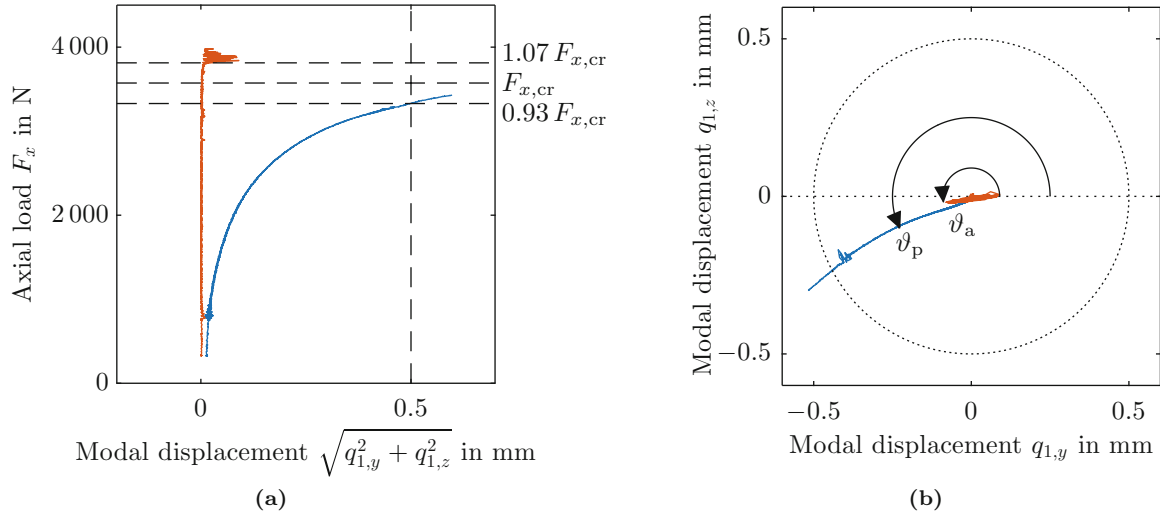 4 000
2 000
0
Axial load F_x in N
1.07 F_{x,cr}
F_{x,cr}
0.93 F_{x,cr}
0 0.5
Modal displacement √(q_{1,y}^2 + q_{1,z}^2) in mm
(a)
0.5
0
−0.5
Modal displacement q_{1,z} in mm
ϑ_p ϑ_a
−0.5 0 0.5
Modal displacement q_{1,y} in mm
(b)